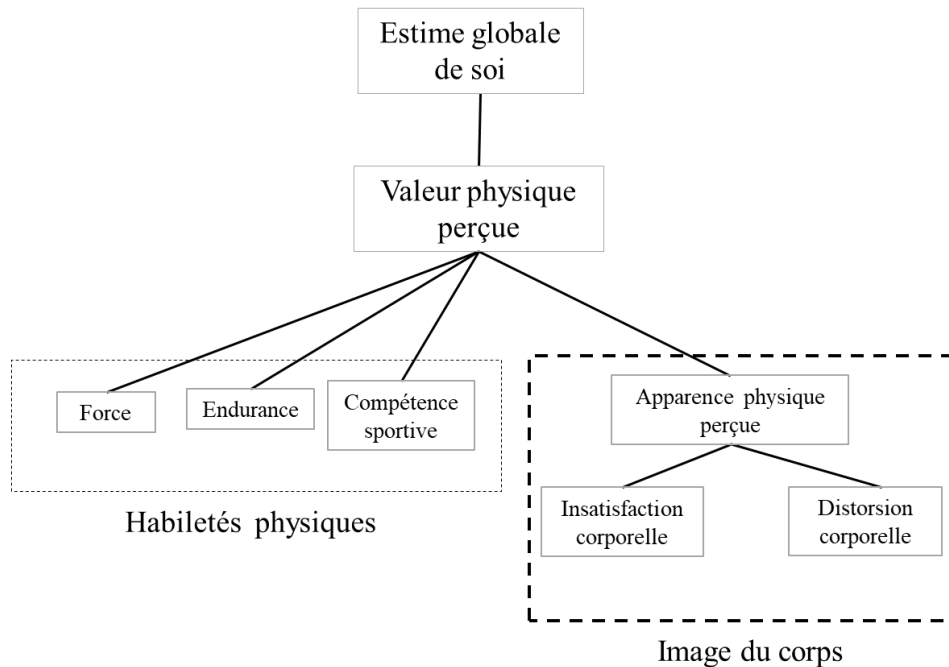 Estime globale
de soi
Valeur physique
perçue
Force
Endurance
Compétence
sportive
Habiletés physiques
Apparence physique
perçue
Insatisfaction
corporelle
Distorsion
corporelle
Image du corps